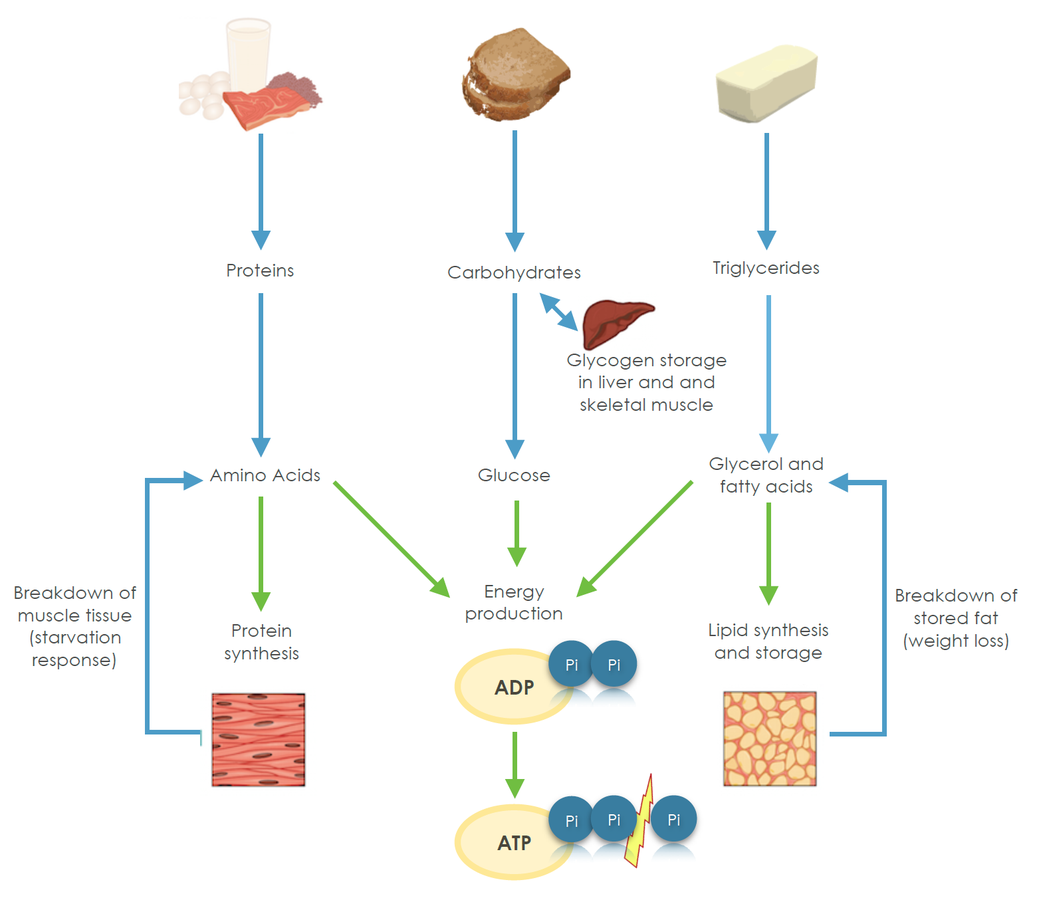 Proteins
Carbohydrates
Triglycerides
Glycogen storage
in liver and and
skeletal muscle
Amino Acids
Glucose
Glycerol and
fatty acids
Breakdown of
muscle tissue
(starvation
response)
Protein
synthesis
Energy
production
Lipid synthesis
and storage
Breakdown of
stored fat
(weight loss)
ADP
Pi
Pi
ATP
Pi
Pi
Pi